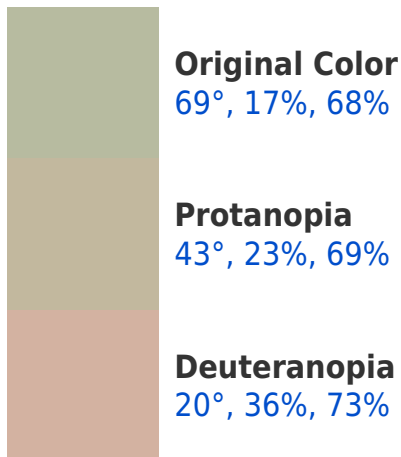 Original Color
69°, 17%, 68%
Protanopia
43°, 23%, 69%
Deuteranopia
20°, 36%, 73%